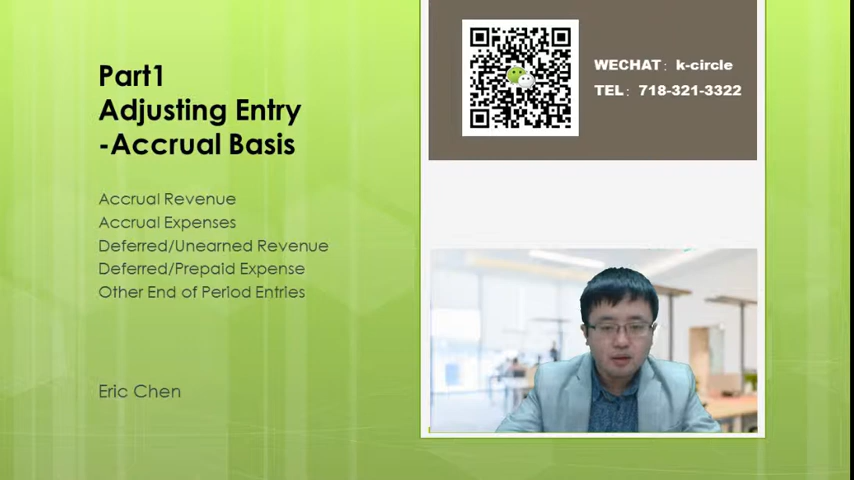 Part1
Adjusting Entry
-Accrual Basis
Accrual Revenue
Accrual Expenses
Deferred/Unearned Revenue
Deferred/Prepaid Expense
Other End of Period Entries
Eric Chen
WECHAT：k-circle
TEL：718-321-3322